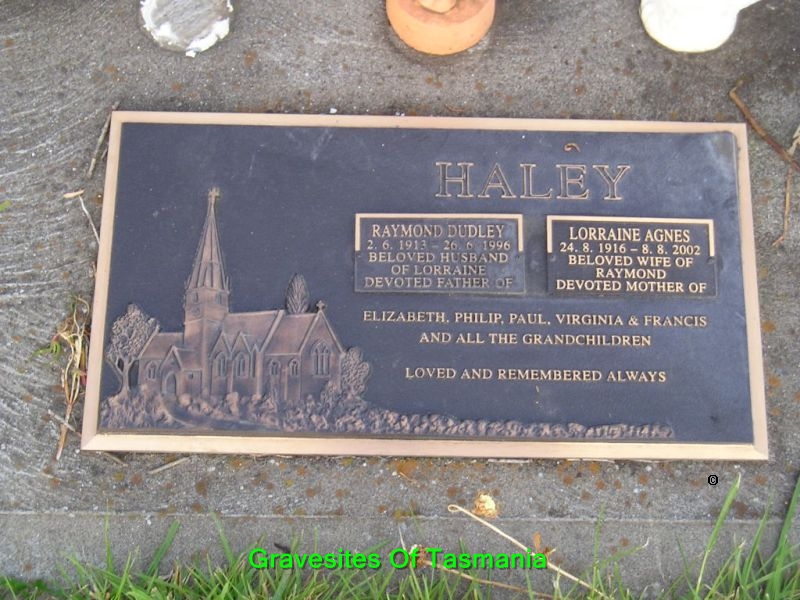 HALEY
RAYMOND DUDLEY
2. 6. 1913 - 26. 6. 1996
BELOVED HUSBAND
OF LORRAINE
DEVOTED FATHER OF
LORRAINE AGNES
24. 8. 1916 - 8. 8. 2002
BELOVED WIFE OF
RAYMOND
DEVOTED MOTHER OF
ELIZABETH, PHILIP, PAUL, VIRGINIA & FRANCIS
AND ALL THE GRANDCHILDREN
LOVED AND REMEMBERED ALWAYS
©
Gravesites Of Tasmania